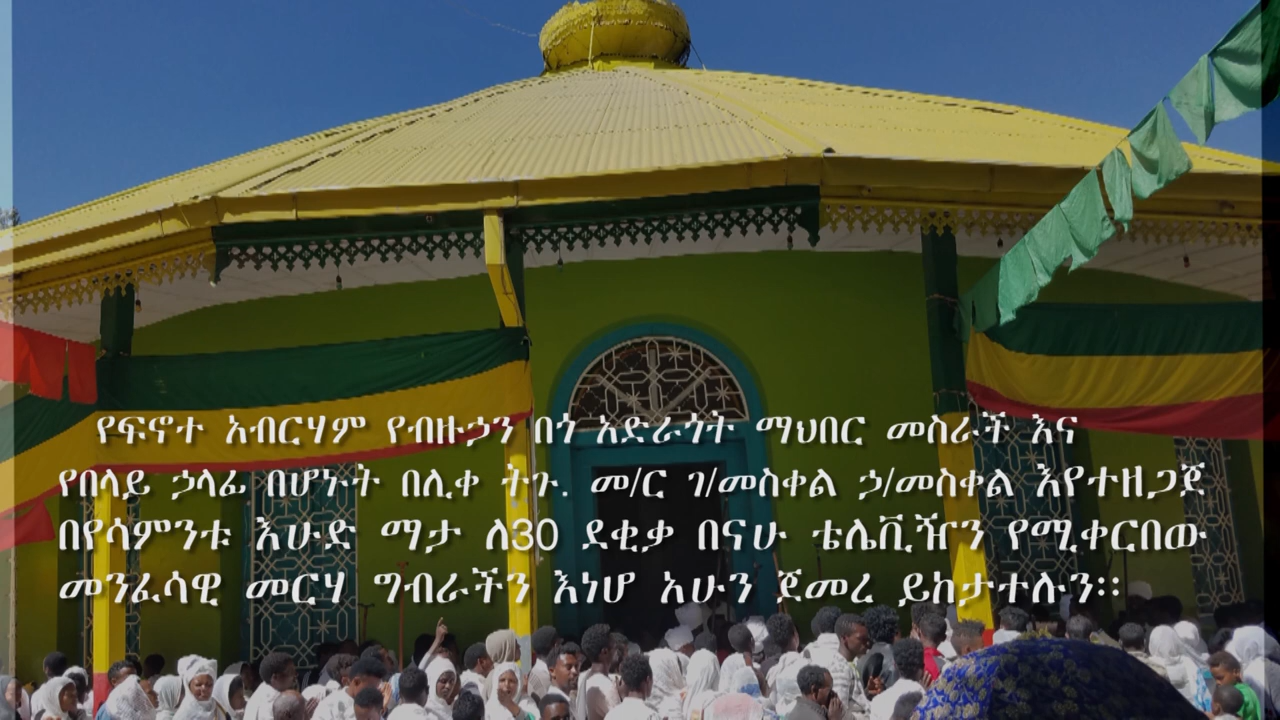 የፍኖተ አብርሃም የብዙኃን በጎ አድራጎት ማህበር መስራች እና
የበላይ ኃላፊ በሆኑት በሊቀ ትጉ. መ/ር ገ/መስቀል ኃ/መስቀል እየተዘጋጀ
በየሳምንቱ እሁድ ማታ ለ30 ደቂቃ በናሁ ቴሌቪዥን የሚቀርበው
መንፈሳዊ መርሃ ግብራችን እነሆ አሁን ጀመረ ይከታተሉን።